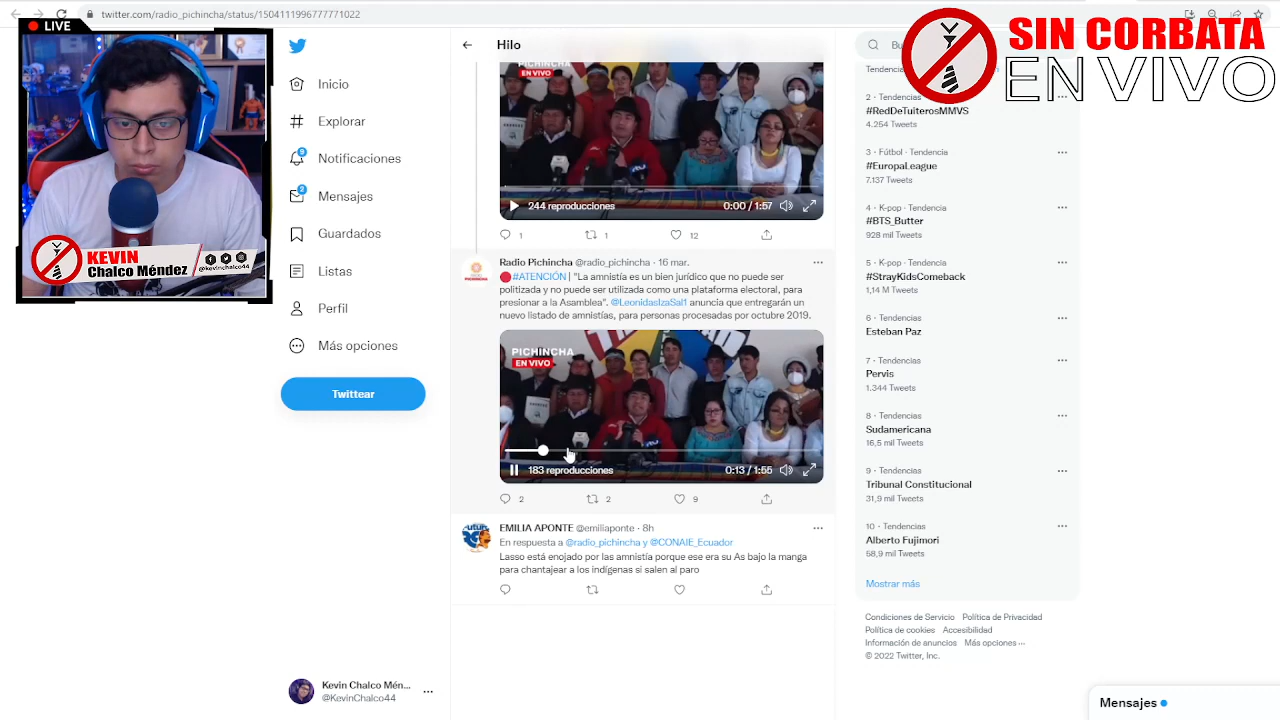 twitter.com/radio_pichincha/status/1504111996777771022
LIVE
SIN CORBATA
EN VIVO
KEVIN
Chalco Méndez
@kevinchalco44
Inicio
Explorar
9
Notificaciones
2
Mensajes
Guardados
Listas
Perfil
Más opciones
Twittear
Kevin Chalco Mén...
@KevinChalco44
Hilo
PICHINCHA
EN VIVO
244 reproducciones
0:00 / 1:57
1
1
12
Radio Pichincha @radio_pichincha · 16 mar.
#ATENCIÓN | "La amnistía es un bien jurídico que no puede ser
politizada y no puede ser utilizada como una plataforma electoral, para
presionar a la Asamblea". @LeonidasIzaSal1 anuncia que entregarán un
nuevo listado de amnistías, para personas procesadas por octubre 2019.
PICHINCHA
EN VIVO
183 reproducciones
0:13 / 1:55
2
2
9
EMILIA APONTE @emiliaponte · 8h
En respuesta a @radio_pichincha y @CONAIE_Ecuador
Lasso está enojado por las amnistía porque ese era su As bajo la manga
para chantajear a los indígenas si salen al paro
Bu
Tendencia
2 · Tendencias
#RedDeTuiterosMMVS
4.254 Tweets
3 · Fútbol · Tendencia
#EuropaLeague
7.137 Tweets
4 · K-pop · Tendencia
#BTS_Butter
928 mil Tweets
5 · K-pop · Tendencia
#StrayKidsComeback
1,14 M Tweets
6 · Tendencias
Esteban Paz
7 · Tendencias
Pervis
1.344 Tweets
8 · Tendencias
Sudamericana
16,5 mil Tweets
9 · Tendencias
Tribunal Constitucional
31,9 mil Tweets
10 · Tendencias
Alberto Fujimori
58,9 mil Tweets
Mostrar más
Condiciones de Servicio Política de Privacidad
Política de cookies Accesibilidad
Información de anuncios Más opciones ···
© 2022 Twitter, Inc.
Mensajes